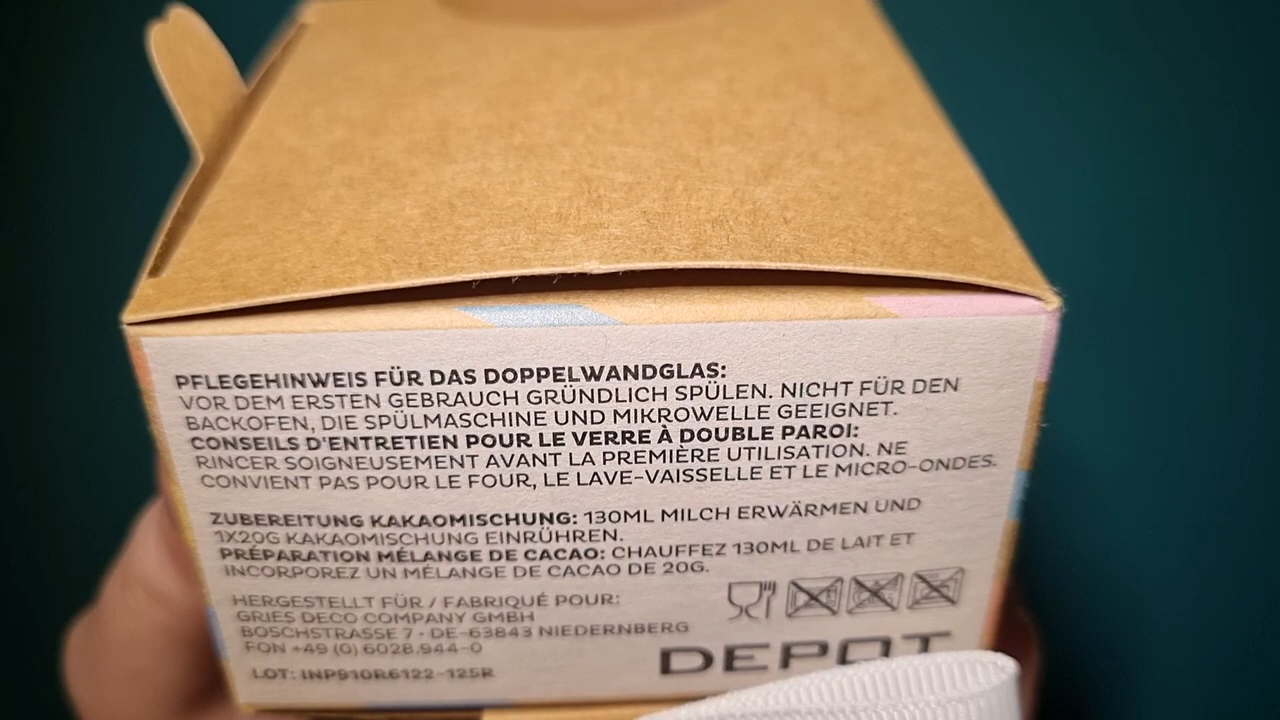 PFLEGEHINWEIS FÜR DAS DOPPELWANDGLAS:
VOR DEM ERSTEN GEBRAUCH GRÜNDLICH SPÜLEN. NICHT FÜR DEN
BACKOFEN, DIE SPÜLMASCHINE UND MIKROWELLE GEEIGNET.
CONSEILS D'ENTRETIEN POUR LE VERRE À DOUBLE PAROI:
RINCER SOIGNEUSEMENT AVANT LA PREMIÈRE UTILISATION. NE
CONVIENT PAS POUR LE FOUR, LE LAVE-VAISSELLE ET LE MICRO-ONDES.
ZUBEREITUNG KAKAOMISCHUNG: 130ML MILCH ERWÄRMEN UND
1X20G KAKAOMISCHUNG EINRÜHREN.
PRÉPARATION MÉLANGE DE CACAO: CHAUFFEZ 130ML DE LAIT ET
INCORPOREZ UN MÉLANGE DE CACAO DE 20G.
HERGESTELLT FÜR / FABRIQUÉ POUR:
GRIES DECO COMPANY GMBH
BOSCHSTRASSE 7 · DE-63843 NIEDERNBERG
FON +49 (0) 6028.944-0
LOT: INP910R6122-125R
DEPOT